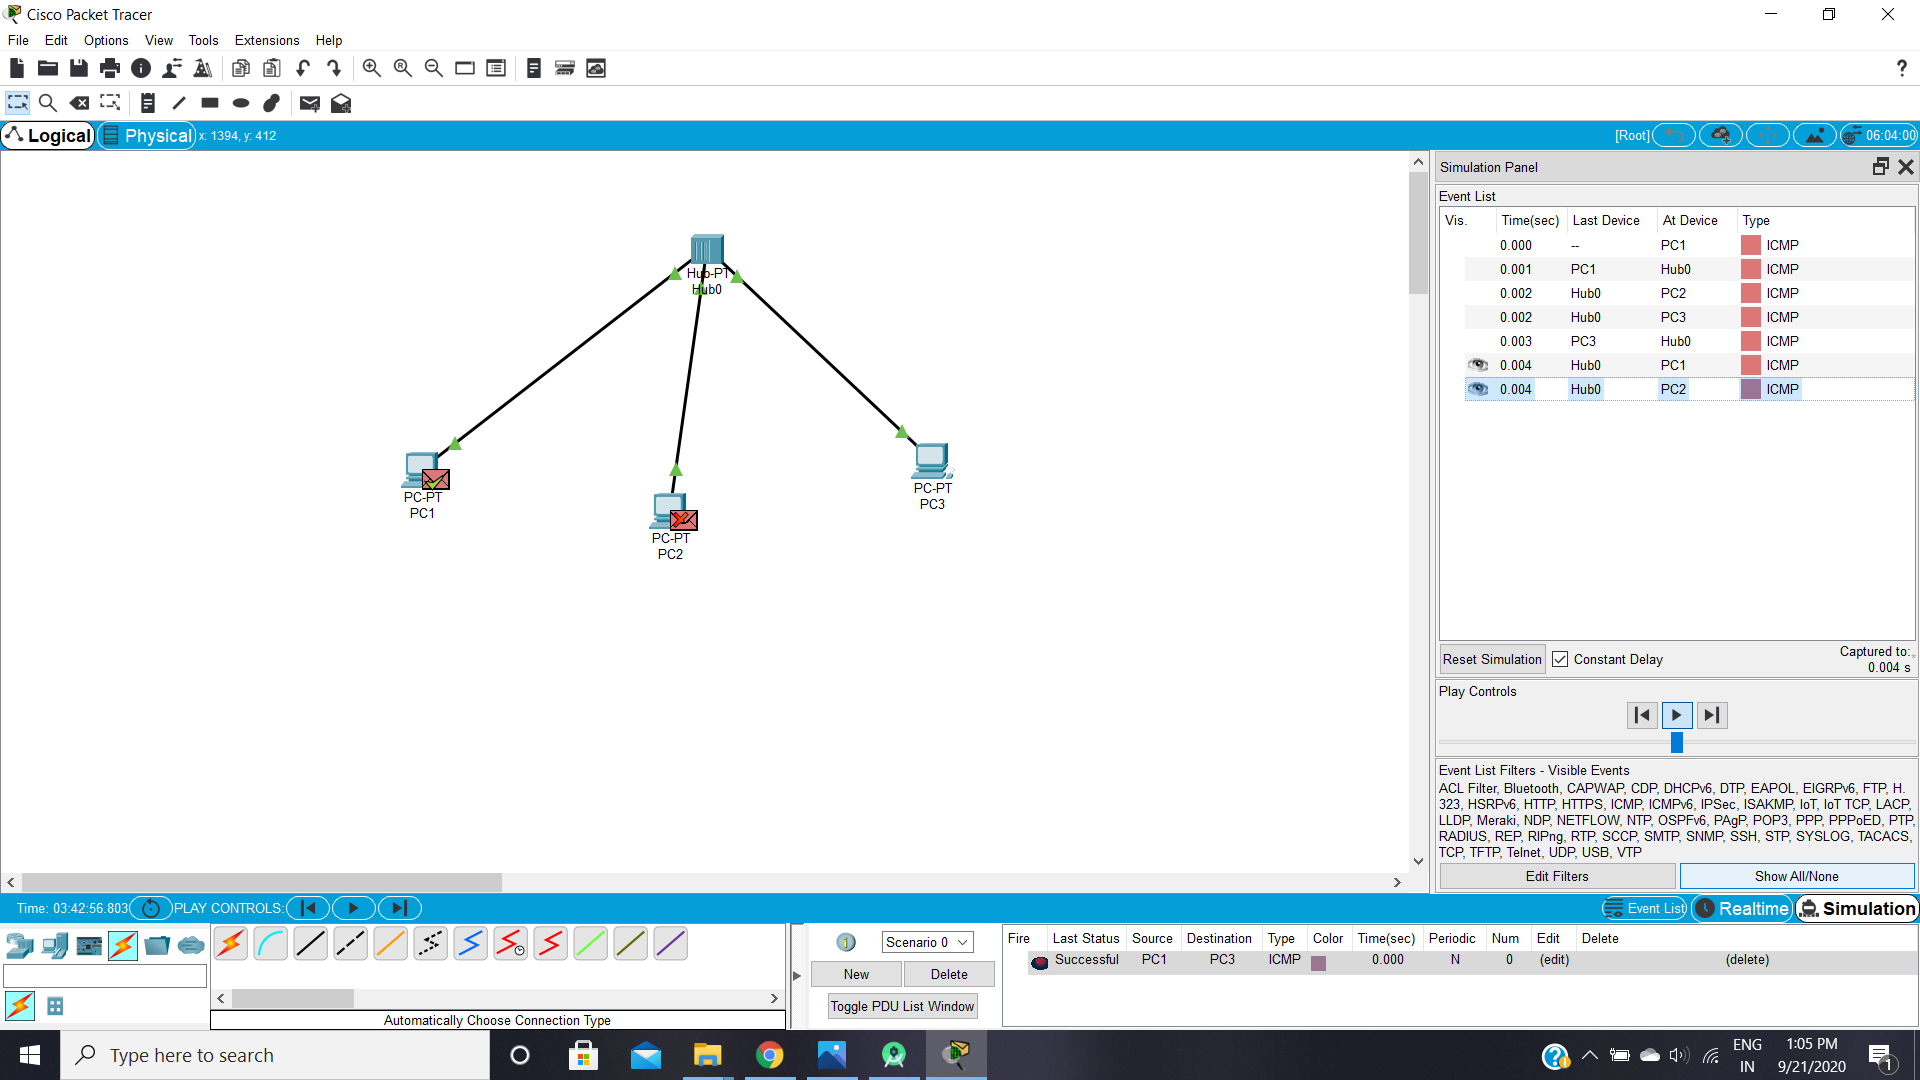 Cisco Packet Tracer
File Edit Options View Tools Extensions Help
Logical Physical x: 1394, y: 412 [Root] 06:04:00
Simulation Panel
Event List
Vis. Time(sec) Last Device At Device Type
0.000 -- PC1 ICMP
0.001 PC1 Hub0 ICMP
0.002 Hub0 PC2 ICMP
0.002 Hub0 PC3 ICMP
0.003 PC3 Hub0 ICMP
0.004 Hub0 PC1 ICMP
0.004 Hub0 PC2 ICMP
Hub-PT
Hub0
PC-PT
PC1
PC-PT
PC2
PC-PT
PC3
Reset Simulation Constant Delay Captured to:
0.004 s
Play Controls
Event List Filters - Visible Events
ACL Filter, Bluetooth, CAPWAP, CDP, DHCPv6, DTP, EAPOL, EIGRPv6, FTP, H.
323, HSRPv6, HTTP, HTTPS, ICMP, ICMPv6, IPSec, ISAKMP, IoT, IoT TCP, LACP,
LLDP, Meraki, NDP, NETFLOW, NTP, OSPFv6, PAgP, POP3, PPP, PPPoED, PTP,
RADIUS, REP, RIPng, RTP, SCCP, SMTP, SNMP, SSH, STP, SYSLOG, TACACS,
TCP, TFTP, Telnet, UDP, USB, VTP
Edit Filters Show All/None
Time: 03:42:56.803 PLAY CONTROLS: Event List Realtime Simulation
Scenario 0
New Delete
Toggle PDU List Window
Fire Last Status Source Destination Type Color Time(sec) Periodic Num Edit Delete
Successful PC1 PC3 ICMP 0.000 N 0 (edit) (delete)
Automatically Choose Connection Type
Type here to search
ENG
IN
1:05 PM
9/21/2020
1